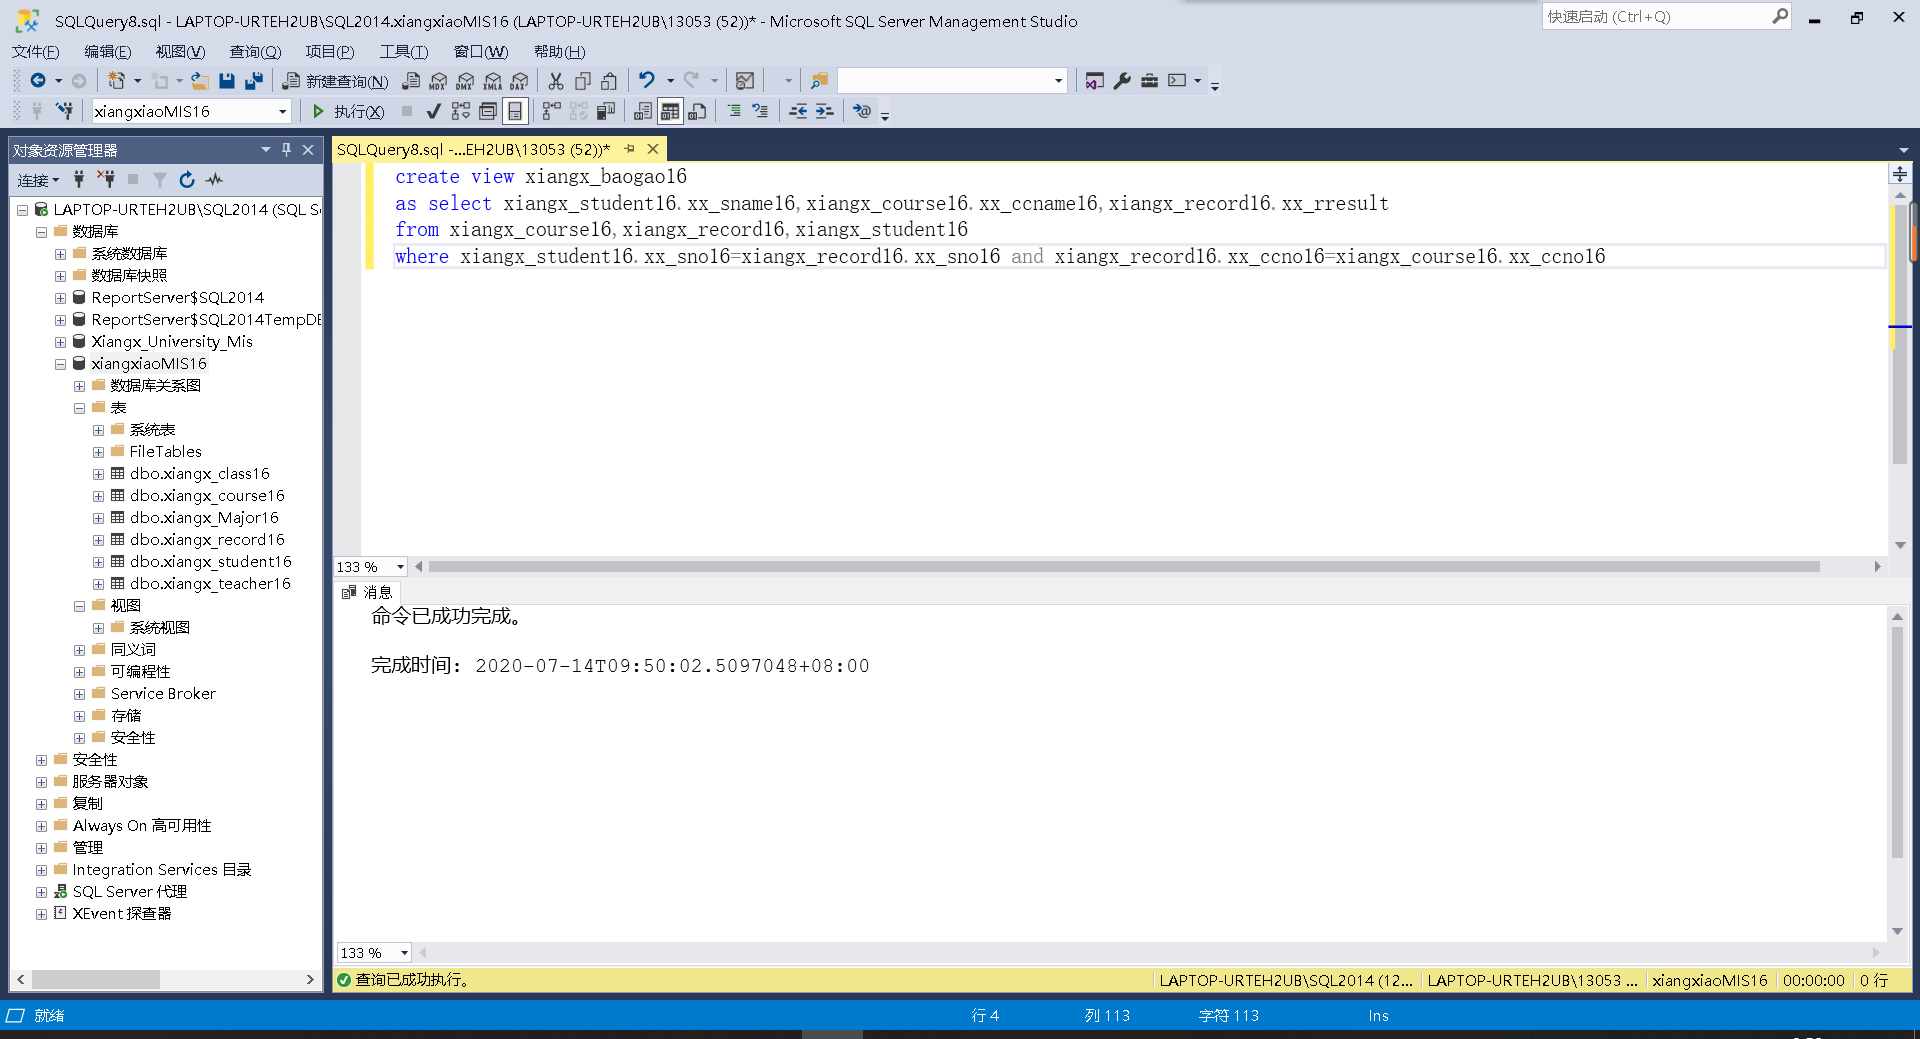 SQLQuery8.sql - LAPTOP-URTEH2UB\SQL2014.xiangxiaoMIS16 (LAPTOP-URTEH2UB\13053 (52))* - Microsoft SQL Server Management Studio
快速启动 (Ctrl+Q)
文件(F) 编辑(E) 视图(V) 查询(Q) 项目(P) 工具(T) 窗口(W) 帮助(H)
新建查询(N) MDX DMX XMLA DAX
xiangxiaoMIS16 执行(X)
对象资源管理器
连接
LAPTOP-URTEH2UB\SQL2014 (SQL S
数据库
系统数据库
数据库快照
ReportServer$SQL2014
ReportServer$SQL2014TempDB
Xiangx_University_Mis
xiangxiaoMIS16
数据库关系图
表
系统表
FileTables
dbo.xiangx_class16
dbo.xiangx_course16
dbo.xiangx_Major16
dbo.xiangx_record16
dbo.xiangx_student16
dbo.xiangx_teacher16
视图
系统视图
同义词
可编程性
Service Broker
存储
安全性
安全性
服务器对象
复制
Always On 高可用性
管理
Integration Services 目录
SQL Server 代理
XEvent 探查器
SQLQuery8.sql -...EH2UB\13053 (52))*
create view xiangx_baogao16
as select xiangx_student16.xx_sname16,xiangx_course16.xx_ccname16,xiangx_record16.xx_rresult
from xiangx_course16,xiangx_record16,xiangx_student16
where xiangx_student16.xx_sno16=xiangx_record16.xx_sno16 and xiangx_record16.xx_ccno16=xiangx_course16.xx_ccno16
133 %
消息
命令已成功完成。
完成时间: 2020-07-14T09:50:02.5097048+08:00
133 %
查询已成功执行。 LAPTOP-URTEH2UB\SQL2014 (12... LAPTOP-URTEH2UB\13053 ... xiangxiaoMIS16 00:00:00 0 行
就绪 行 4 列 113 字符 113 Ins